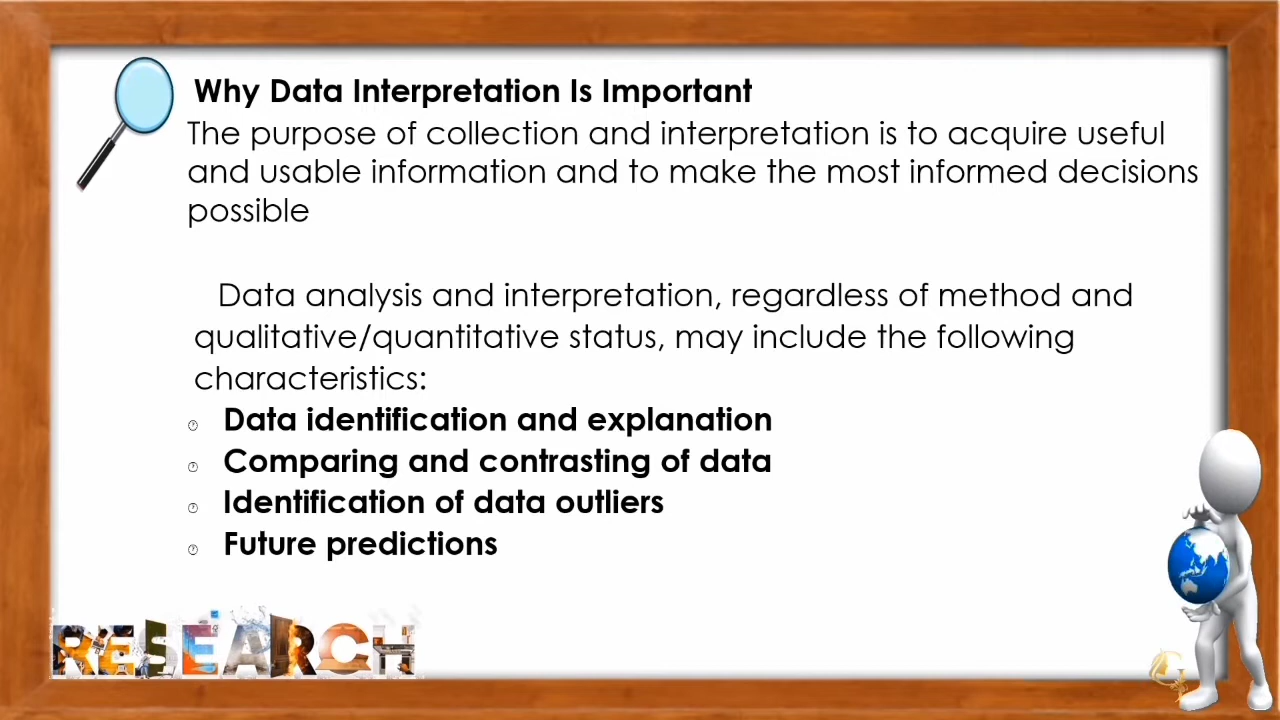 Why Data Interpretation Is Important
The purpose of collection and interpretation is to acquire useful
and usable information and to make the most informed decisions
possible
Data analysis and interpretation, regardless of method and
qualitative/quantitative status, may include the following
characteristics:
Data identification and explanation
Comparing and contrasting of data
Identification of data outliers
Future predictions
RESEARCH